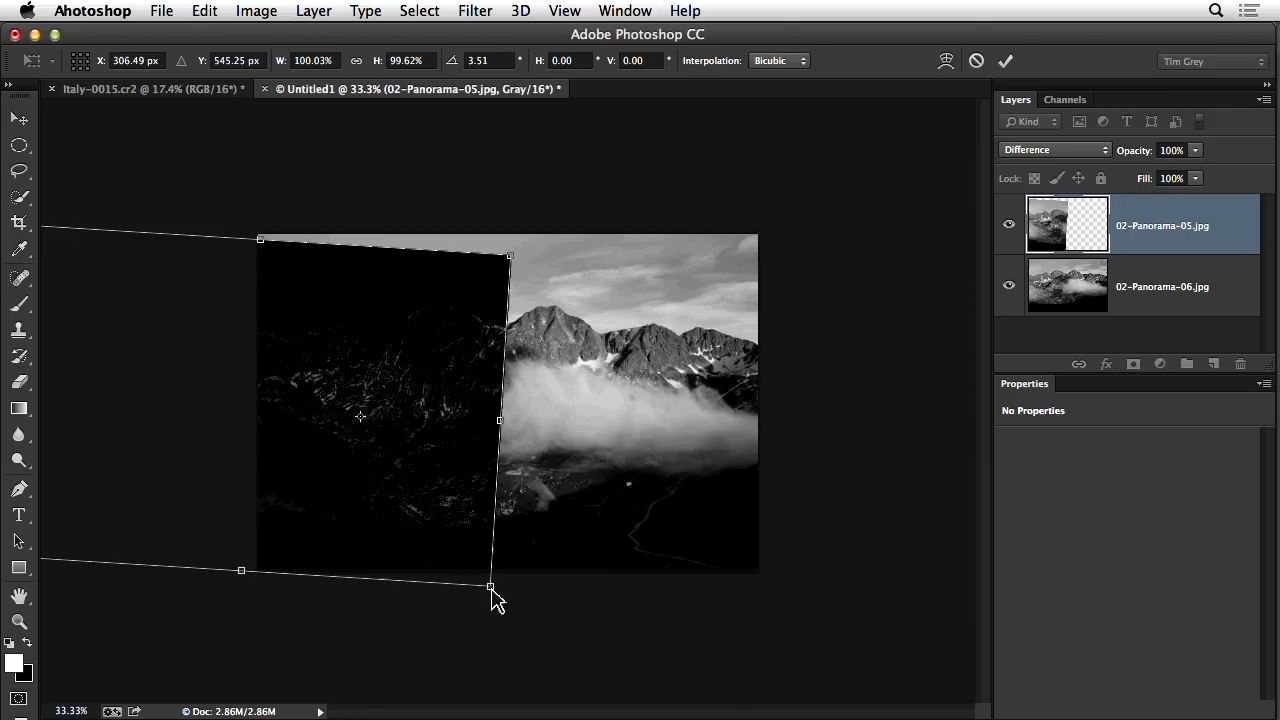 Ahotoshop File Edit Image Layer Type Select Filter 3D View Window Help
Adobe Photoshop CC
X: 306.49 px Y: 545.25 px W: 100.03% H: 99.62% 3.51 ° H: 0.00 ° V: 0.00 ° Interpolation: Bicubic Tim Grey
× Italy-0015.cr2 @ 17.4% (RGB/16*) * × © Untitled1 @ 33.3% (02-Panorama-05.jpg, Gray/16*) *
Layers Channels
Kind
Difference Opacity: 100%
Lock: Fill: 100%
02-Panorama-05.jpg
02-Panorama-06.jpg
fx
Properties
No Properties
T
33.33% © Doc: 2.86M/2.86M